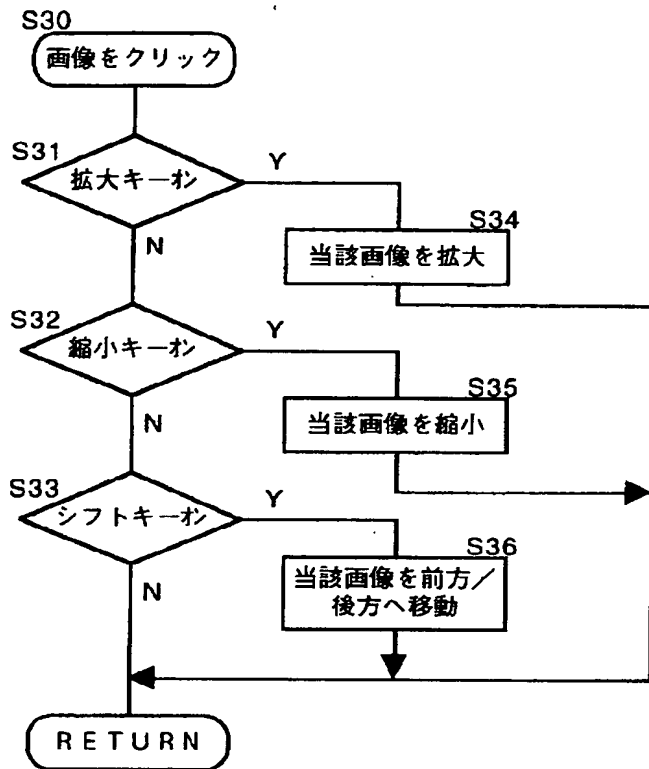 S30
画像をクリック
S31
拡大キーオン
Y
N
S34
当該画像を拡大
S32
縮小キーオン
Y
N
S35
当該画像を縮小
S33
シフトキーオン
Y
N
S36
当該画像を前方/
後方へ移動
RETURN